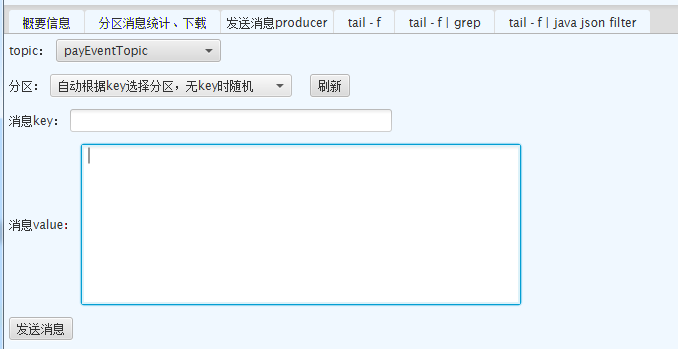 概要信息 分区消息统计、下载 发送消息producer tail - f tail - f | grep tail - f | java json filter
topic： payEventTopic
分区： 自动根据key选择分区，无key时随机 刷新
消息key：
消息value：
发送消息